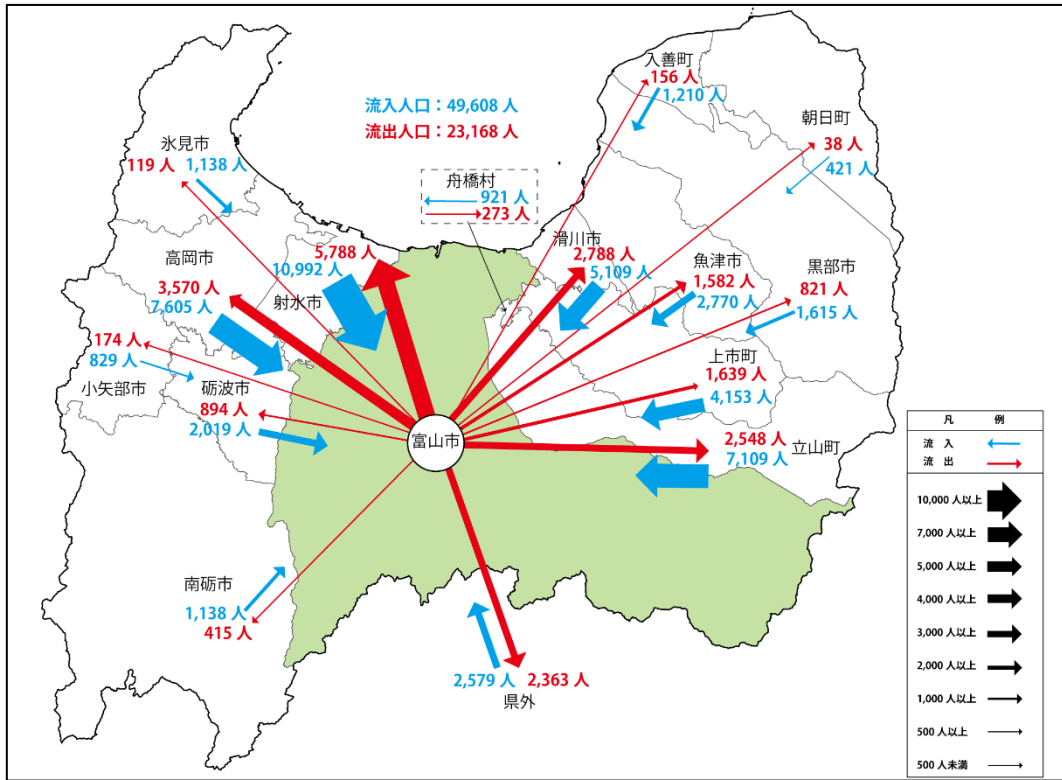 流入人口：49,608 人
流出人口：23,168 人
入善町
156 人
1,210 人
朝日町
38 人
421 人
氷見市
119 人
1,138 人
舟橋村
921 人
273 人
高岡市
3,570 人
7,605 人
射水市
5,788 人
10,992 人
滑川市
2,788 人
5,109 人
魚津市
1,582 人
2,770 人
黒部市
821 人
1,615 人
174 人
829 人
小矢部市
砺波市
894 人
2,019 人
上市町
1,639 人
4,153 人
富山市
2,548 人
7,109 人
立山町
南砺市
1,138 人
415 人
2,579 人
2,363 人
県外
凡 例
流 入
流 出
10,000 人以上
7,000 人以上
5,000 人以上
4,000 人以上
3,000 人以上
2,000 人以上
1,000 人以上
500 人以上
500 人未満